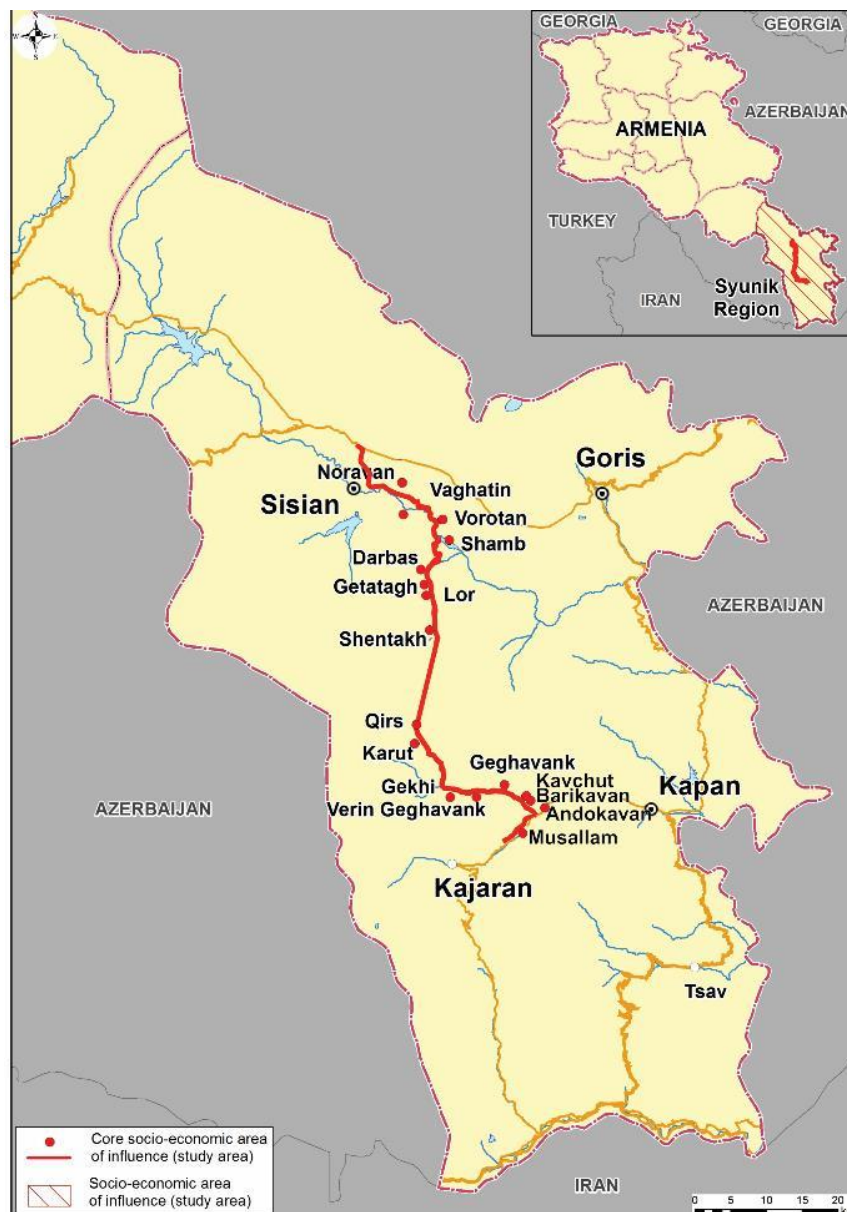 GEORGIA
GEORGIA
AZERBAIJAN
ARMENIA
TURKEY
IRAN
Syunik
Region
Goris
Noravan
Vaghatin
Sisian
Vorotan
Shamb
Darbas
Getatagh
Lor
AZERBAIJAN
Shentakh
Qirs
Karut
Geghavank
Gekhi
Kavchut
Kapan
Barikavan
Verin Geghavank
Andokavan
AZERBAIJAN
Musallam
Kajaran
Tsav
Core socio-economic area
of influence (study area)
Socio-economic area
of influence (study area)
IRAN
0 5 10 15 20